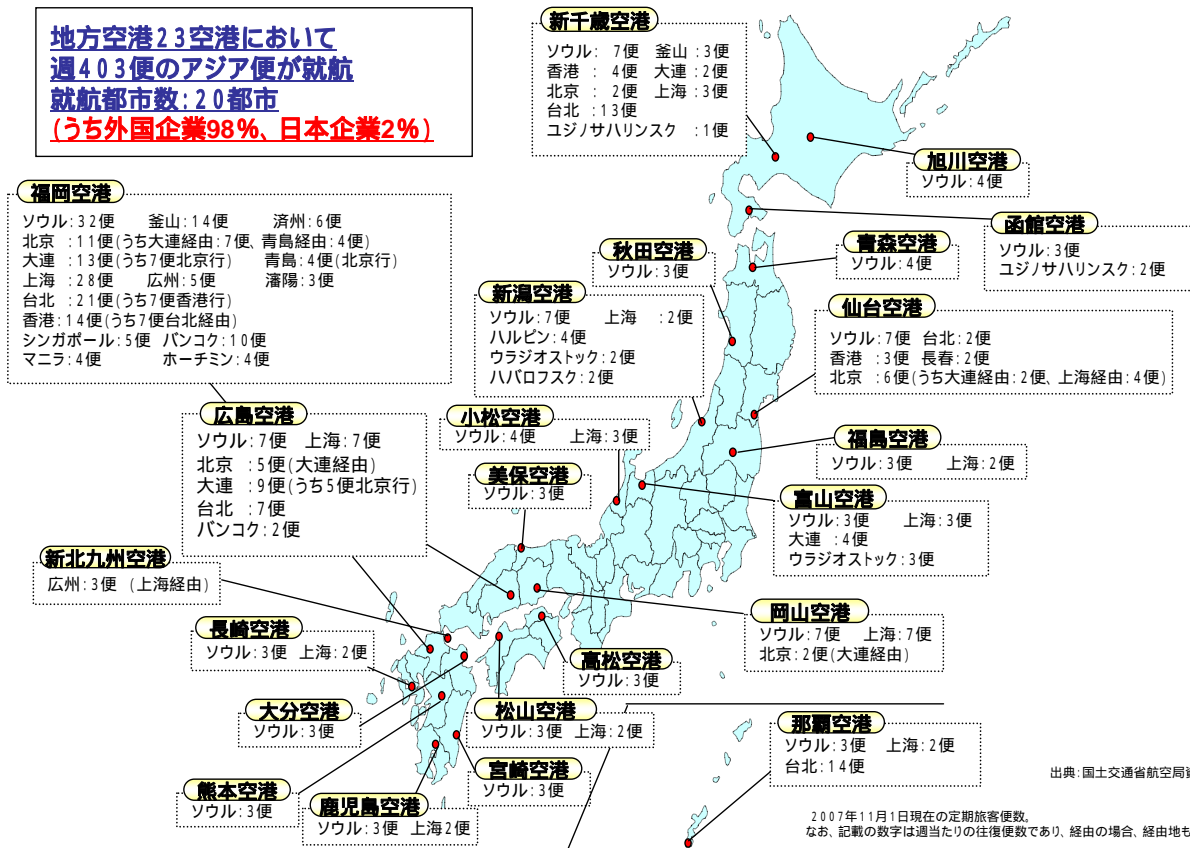 地方空港23空港において
週403便のアジア便が就航
就航都市数:20都市
(うち外国企業98%、日本企業2%)
新千歳空港
ソウル: 7便 釜山:3便
香港 : 4便 大連:2便
北京 : 2便 上海:3便
台北 :13便
ユジノサハリンスク :1便
旭川空港
ソウル:4便
函館空港
ソウル:3便
ユジノサハリンスク:2便
青森空港
ソウル:4便
秋田空港
ソウル:3便
福岡空港
ソウル:32便 釜山:14便 済州:6便
北京 :11便(うち大連経由:7便、青島経由:4便)
大連 :13便(うち7便北京行) 青島:4便(北京行)
上海 :28便 広州:5便 瀋陽:3便
台北 :21便(うち7便香港行)
香港:14便(うち7便台北経由)
シンガポール:5便 バンコク:10便
マニラ:4便 ホーチミン:4便
新潟空港
ソウル:7便 上海 :2便
ハルピン:4便
ウラジオストック:2便
ハバロフスク:2便
仙台空港
ソウル:7便 台北:2便
香港 :3便 長春:2便
北京 :6便(うち大連経由:2便、上海経由:4便)
広島空港
ソウル:7便 上海:7便
北京 :5便(大連経由)
大連 :9便(うち5便北京行)
台北 :7便
バンコク:2便
小松空港
ソウル:4便 上海:3便
福島空港
ソウル:3便 上海:2便
美保空港
ソウル:3便
富山空港
ソウル:3便 上海:3便
大連 :4便
ウラジオストック:3便
新北九州空港
広州:3便 (上海経由)
岡山空港
ソウル:7便 上海:7便
北京:2便(大連経由)
長崎空港
ソウル:3便 上海:2便
高松空港
ソウル:3便
大分空港
ソウル:3便
松山空港
ソウル:3便 上海:2便
那覇空港
ソウル:3便 上海:2便
台北:14便
宮崎空港
ソウル:3便
熊本空港
ソウル:3便
鹿児島空港
ソウル:3便 上海2便
出典:国土交通省航空局
2007年11月1日現在の定期旅客便数。
なお、記載の数字は週当たりの往復便数であり、経由の場合、経由地も